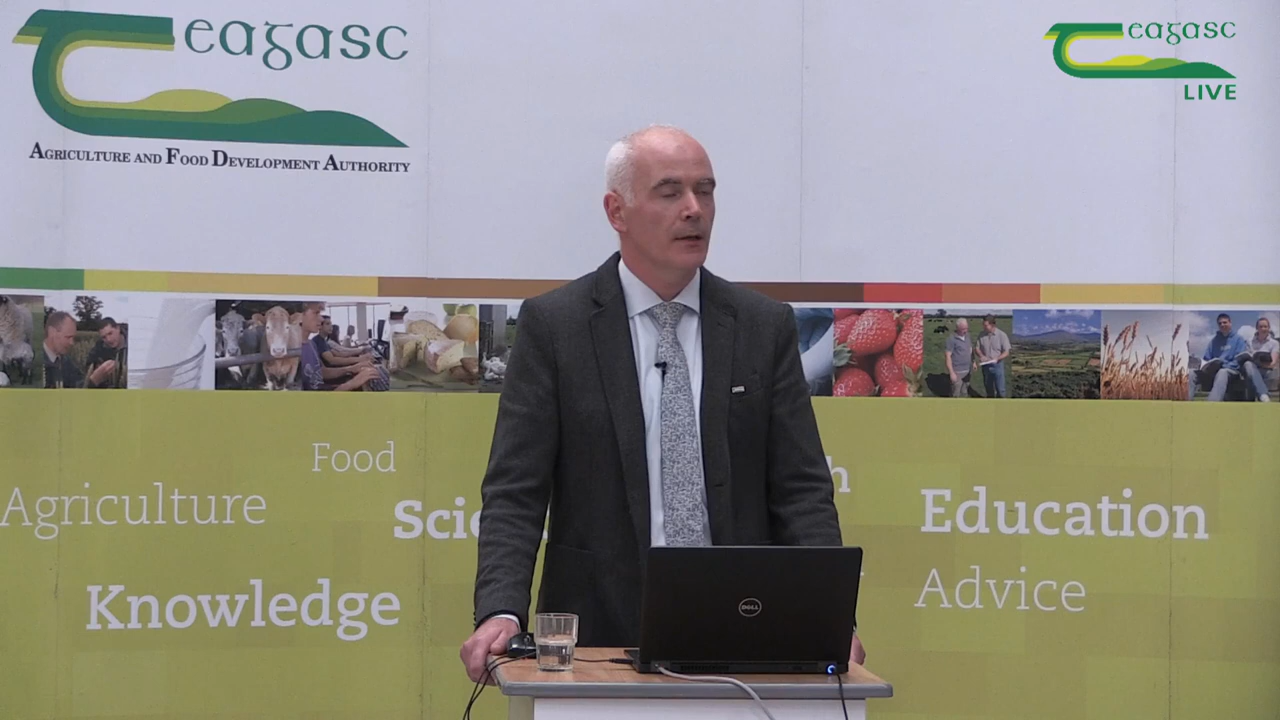 Teagasc
AGRICULTURE AND FOOD DEVELOPMENT AUTHORITY
Teagasc
LIVE
Food
Agriculture
Education
Knowledge
Advice
DELL